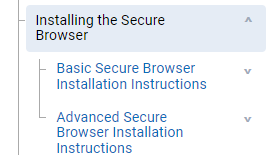 Installing the Secure
Browser
Basic Secure Browser
Installation Instructions
Advanced Secure
Browser Installation
Instructions